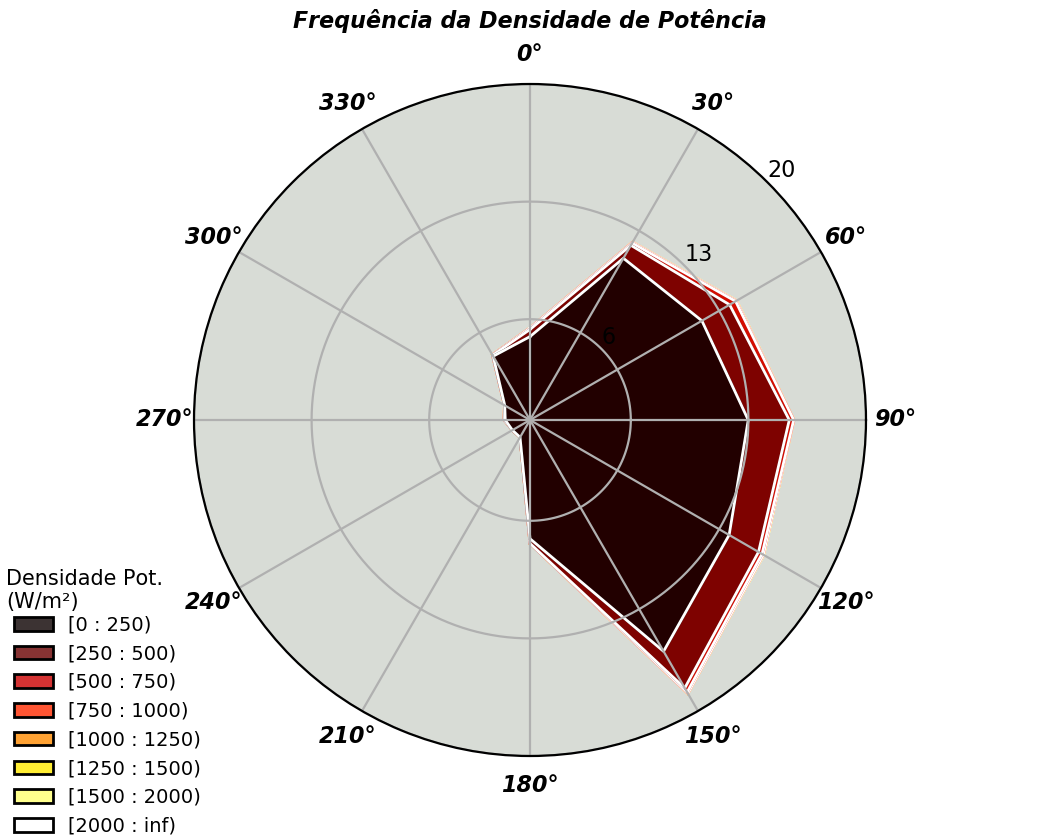 Frequência da Densidade de Potência
0°
30°
60°
90°
120°
150°
180°
210°
240°
270°
300°
330°
6
13
20
Densidade Pot.
(W/m²)
[0 : 250)
[250 : 500)
[500 : 750)
[750 : 1000)
[1000 : 1250)
[1250 : 1500)
[1500 : 2000)
[2000 : inf)